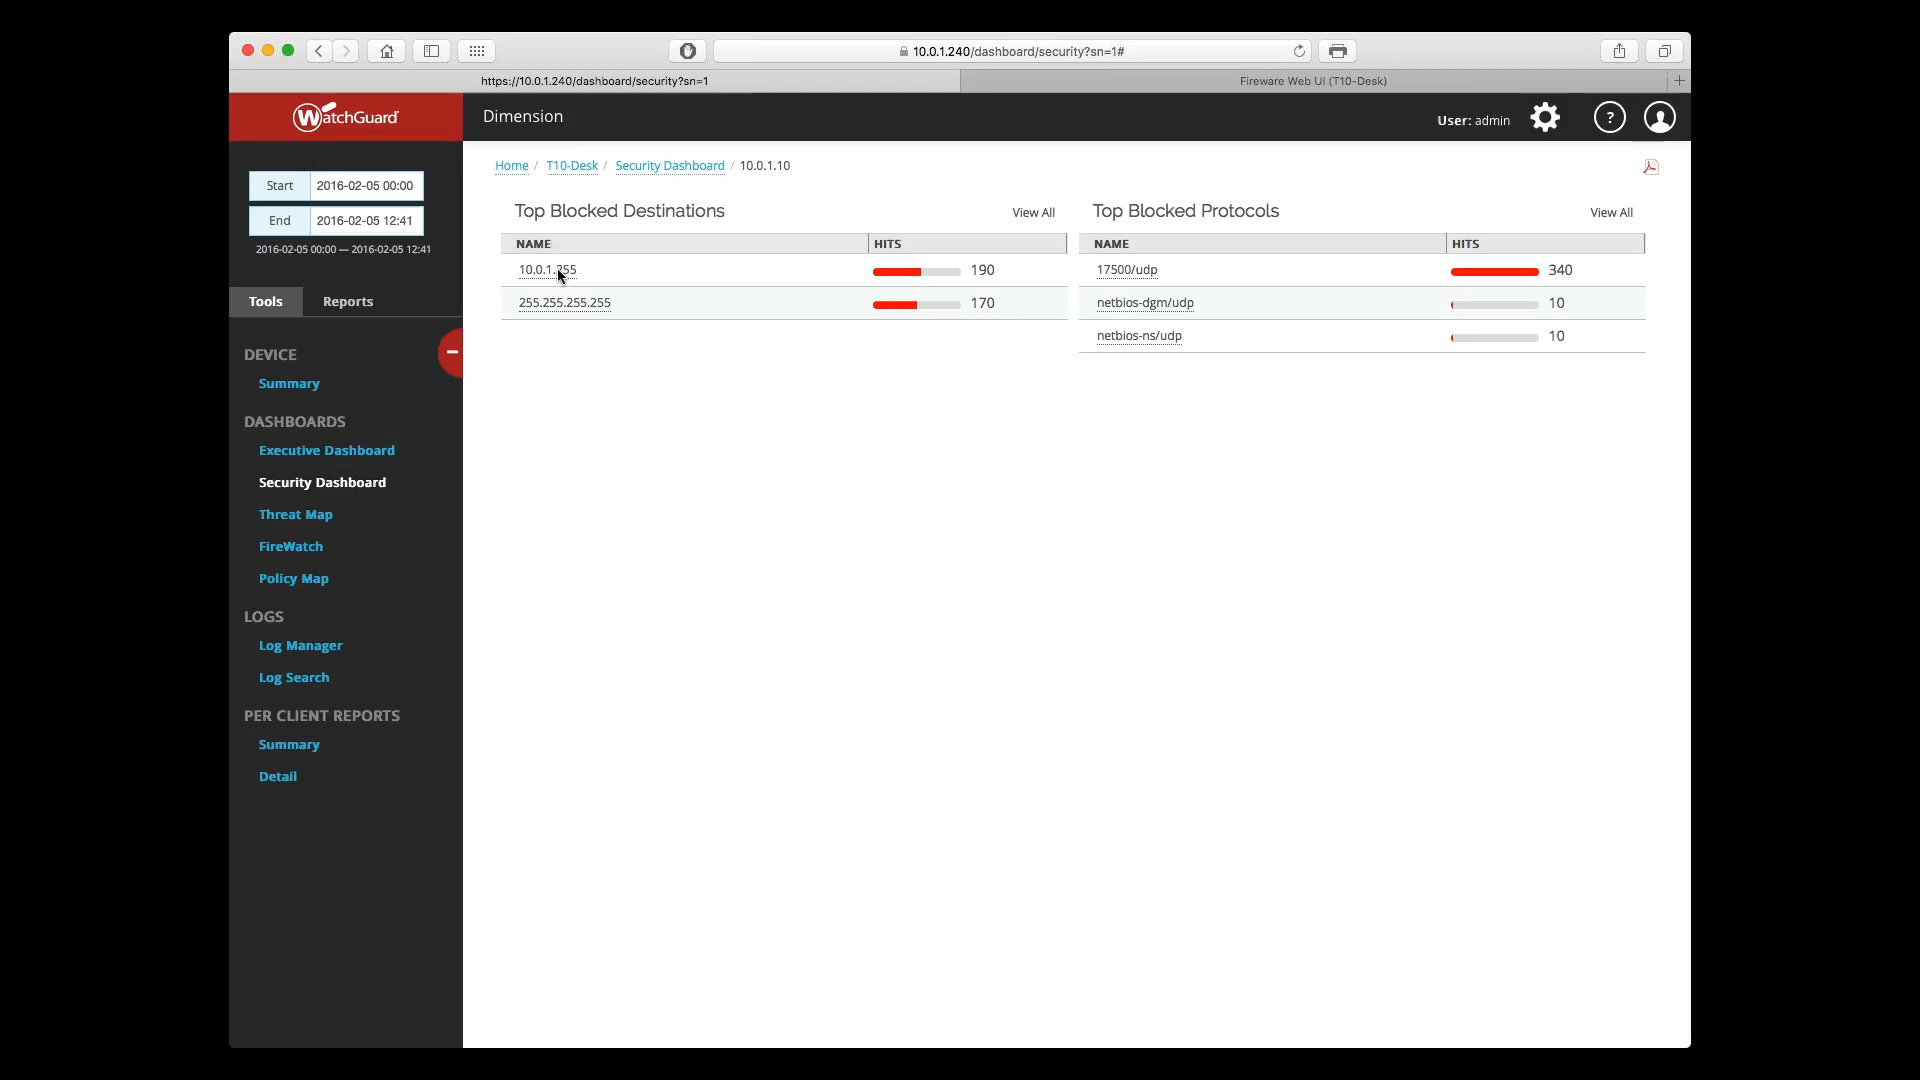 10.0.1.240/dashboard/security?sn=1#
https://10.0.1.240/dashboard/security?sn=1
Fireware Web UI (T10-Desk)
WatchGuard
Dimension
User: admin
?
Home / T10-Desk / Security Dashboard / 10.0.1.10
Start 2016-02-05 00:00
End 2016-02-05 12:41
2016-02-05 00:00 — 2016-02-05 12:41
Tools Reports
DEVICE
Summary
DASHBOARDS
Executive Dashboard
Security Dashboard
Threat Map
FireWatch
Policy Map
LOGS
Log Manager
Log Search
PER CLIENT REPORTS
Summary
Detail
Top Blocked Destinations View All
NAME HITS
10.0.1.255 190
255.255.255.255 170
Top Blocked Protocols View All
NAME HITS
17500/udp 340
netbios-dgm/udp 10
netbios-ns/udp 10